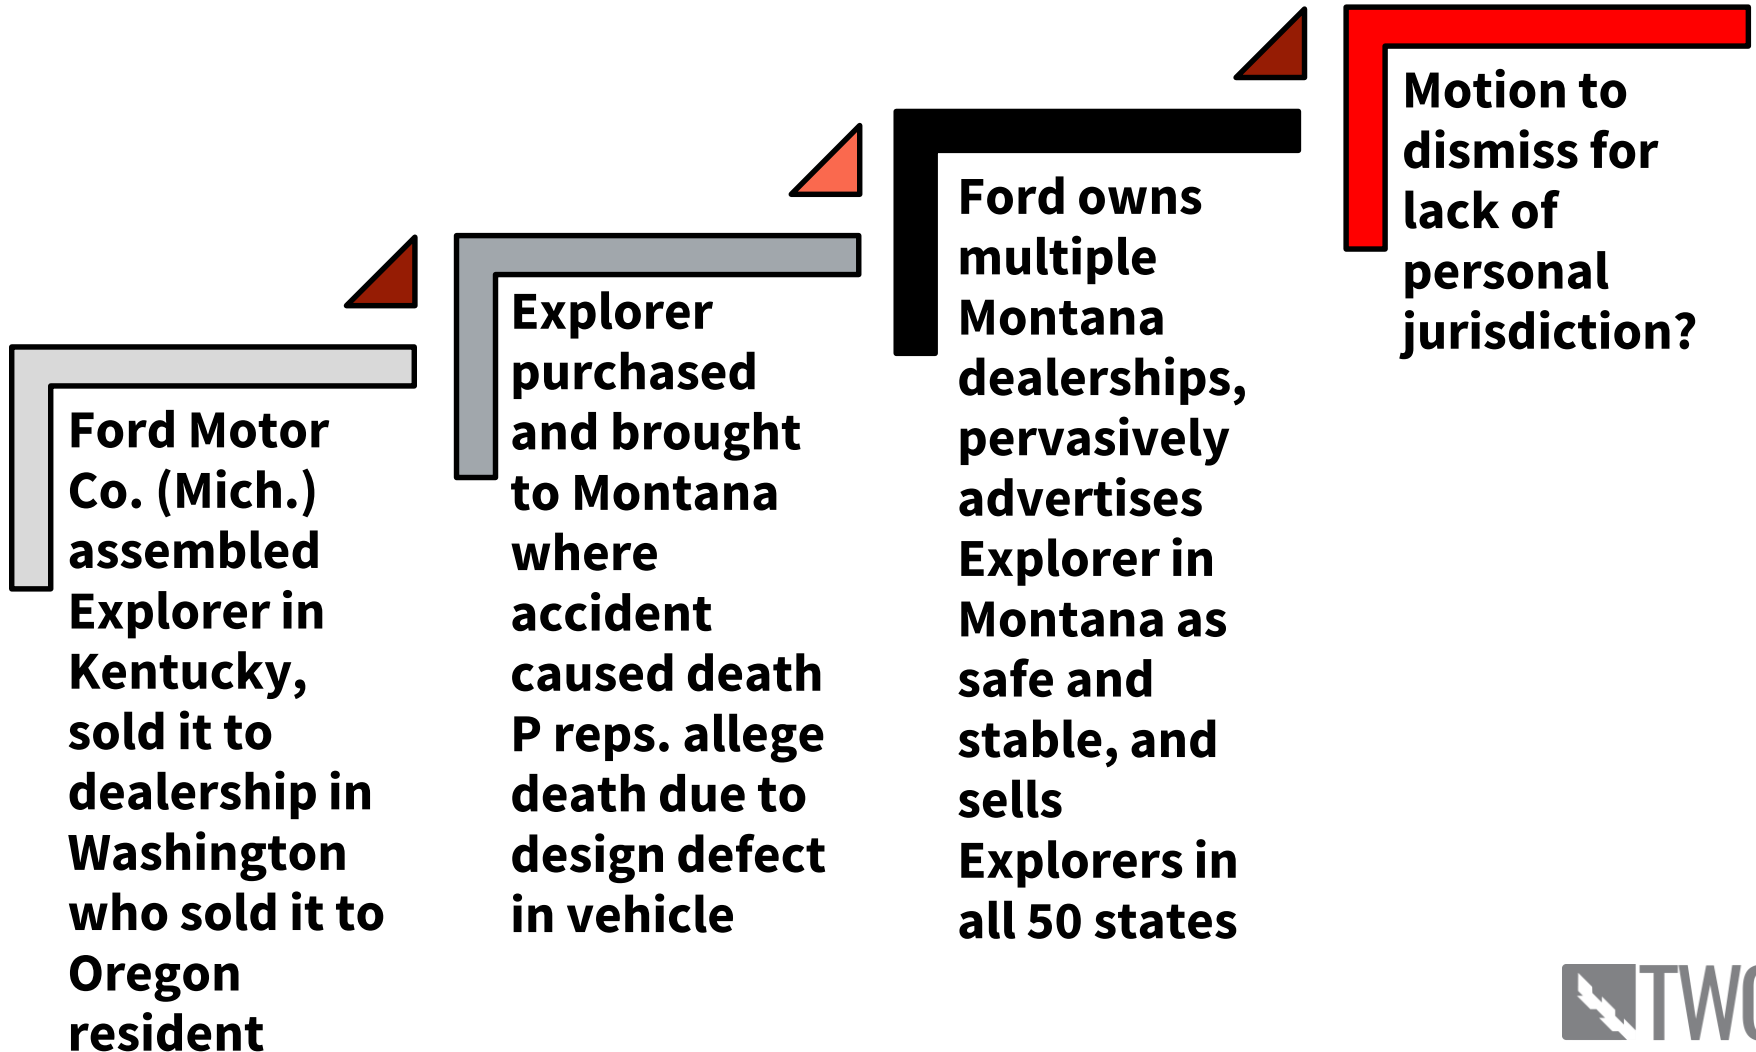 Ford Motor
Co. (Mich.)
assembled
Explorer in
Kentucky,
sold it to
dealership in
Washington
who sold it to
Oregon
resident
Explorer
purchased
and brought
to Montana
where
accident
caused death
P reps. allege
death due to
design defect
in vehicle
Ford owns
multiple
Montana
dealerships,
pervasively
advertises
Explorer in
Montana as
safe and
stable, and
sells
Explorers in
all 50 states
Motion to
dismiss for
lack of
personal
jurisdiction?